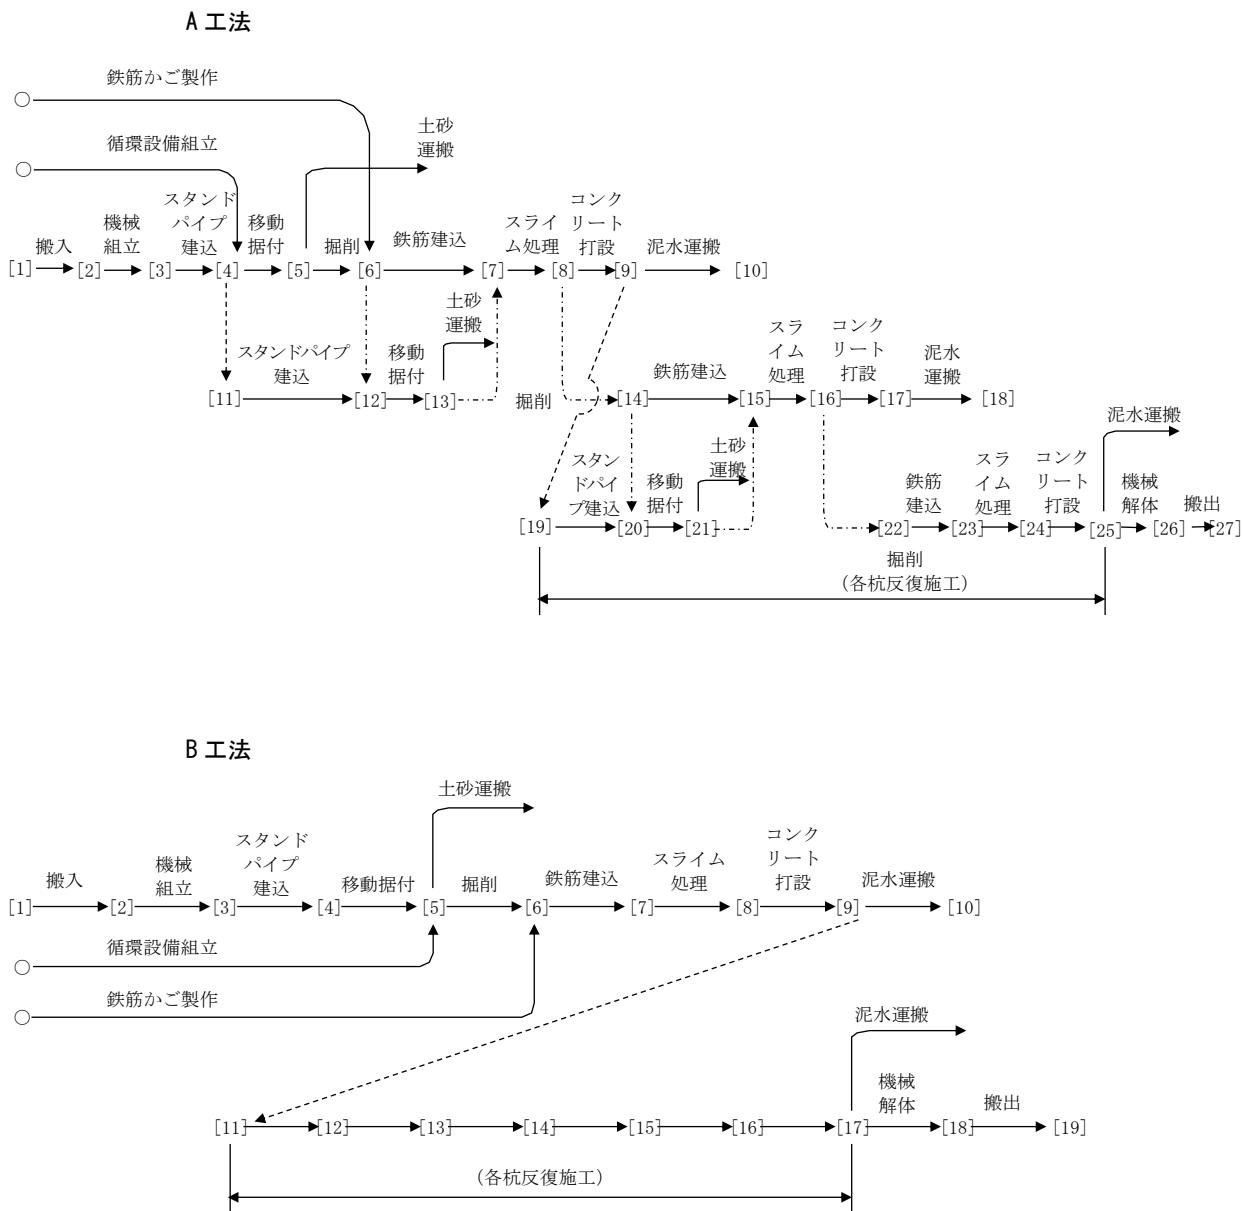 A 工法
鉄筋かご製作
循環設備組立
土砂
運搬
搬入
機械
組立
スタンド
パイプ
建込
移動
据付
掘削
鉄筋建込
スライ
ム処理
コンク
リート
打設
泥水運搬
[1]
[2]
[3]
[4]
[5]
[6]
[7]
[8]
[9]
[10]
スタンドパイプ
建込
移動
据付
土砂
運搬
掘削
鉄筋建込
スラ
イム
処理
コンク
リート
打設
泥水
運搬
[11]
[12]
[13]
[14]
[15]
[16]
[17]
[18]
スタン
ドパイ
プ建込
移動
据付
土砂
運搬
鉄筋
建込
スラ
イム
処理
コンク
リート
打設
泥水運搬
機械
解体
搬出
[19]
[20]
[21]
[22]
[23]
[24]
[25]
[26]
[27]
掘削
(各杭反復施工)
B 工法
土砂運搬
搬入
機械
組立
スタンド
パイプ
建込
移動据付
掘削
鉄筋建込
スライム
処理
コンク
リート
打設
泥水運搬
[1]
[2]
[3]
[4]
[5]
[6]
[7]
[8]
[9]
[10]
循環設備組立
鉄筋かご製作
泥水運搬
機械
解体
搬出
[11]
[12]
[13]
[14]
[15]
[16]
[17]
[18]
[19]
(各杭反復施工)